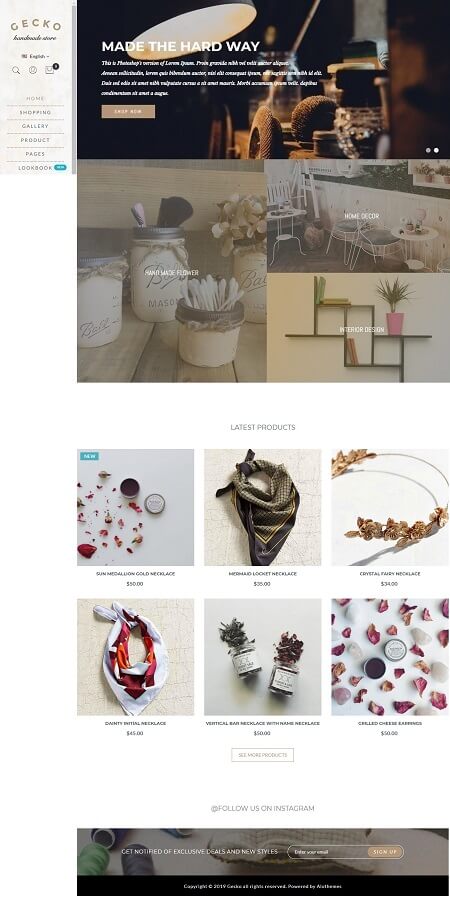 GECKO
handmade store
English
HOME
SHOPPING
GALLERY
PRODUCT
PAGES
LOOKBOOK NEW
MADE THE HARD WAY
This is Photoshop's version of Lorem Ipsum. Proin gravida nibh vel velit auctor aliquet.
Aenean sollicitudin, lorem quis bibendum auctor, nisi elit consequat ipsum, nec sagittis sem nibh id elit.
Duis sed odio sit amet nibh vulputate cursus a sit amet mauris. Morbi accumsan ipsum velit. dapibus
condimentum sit amet a augue.
SHOP NOW
HAND MADE FLOWER
HOME DECOR
INTERIOR DESIGN
Ball
MASON
Ball
LATEST PRODUCTS
NEW
SUN MEDALLION GOLD NECKLACE
$50.00
MERMAID LOCKET NECKLACE
$35.00
CRYSTAL FAIRY NECKLACE
$34.00
DAINTY INITIAL NECKLACE
$45.00
VERTICAL BAR NECKLACE WITH NAME NECKLACE
$50.00
GRILLED CHEESE EARRINGS
$50.00
SEE MORE PRODUCTS
@FOLLOW US ON INSTAGRAM
GET NOTIFIED OF EXCLUSIVE DEALS AND NEW STYLES
Enter your email
SIGN UP
Copyright © 2019 Gecko all rights reserved. Powered by Alothemes